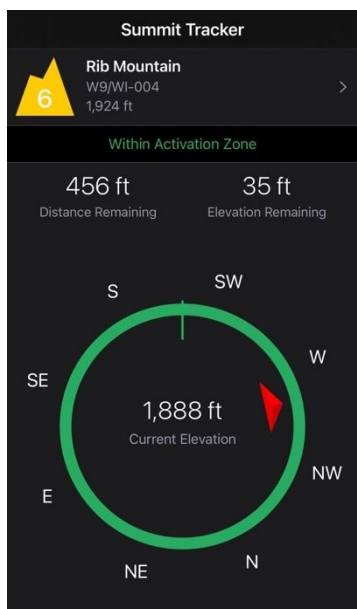 Summit Tracker
6
Rib Mountain
W9/WI-004
1,924 ft
Within Activation Zone
456 ft
Distance Remaining
35 ft
Elevation Remaining
S
SW
SE
W
1,888 ft
Current Elevation
NW
E
N
NE